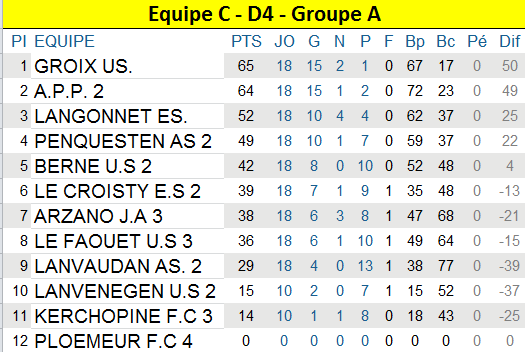 Equipe C - D4 - Groupe A
Pl EQUIPE PTS JO G N P F Bp Bc Pé Dif
1 GROIX US. 65 18 15 2 1 0 67 17 0 50
2 A.P.P. 2 64 18 15 1 2 0 72 23 0 49
3 LANGONNET ES. 52 18 10 4 4 0 62 37 0 25
4 PENQUESTEN AS 2 49 18 10 1 7 0 59 37 0 22
5 BERNE U.S 2 42 18 8 0 10 0 52 48 0 4
6 LE CROISTY E.S 2 39 18 7 1 9 1 35 48 0 -13
7 ARZANO J.A 3 38 18 6 3 8 1 47 68 0 -21
8 LE FAOUET U.S 3 36 18 6 1 10 1 49 64 0 -15
9 LANVAUDAN AS. 2 29 18 4 0 13 1 38 77 0 -39
10 LANVENEGEN U.S 2 15 10 2 0 7 1 15 52 0 -37
11 KERCHOPINE F.C 3 14 10 1 1 8 0 18 43 0 -25
12 PLOEMEUR F.C 4 0 0 0 0 0 0 0 0 0 0